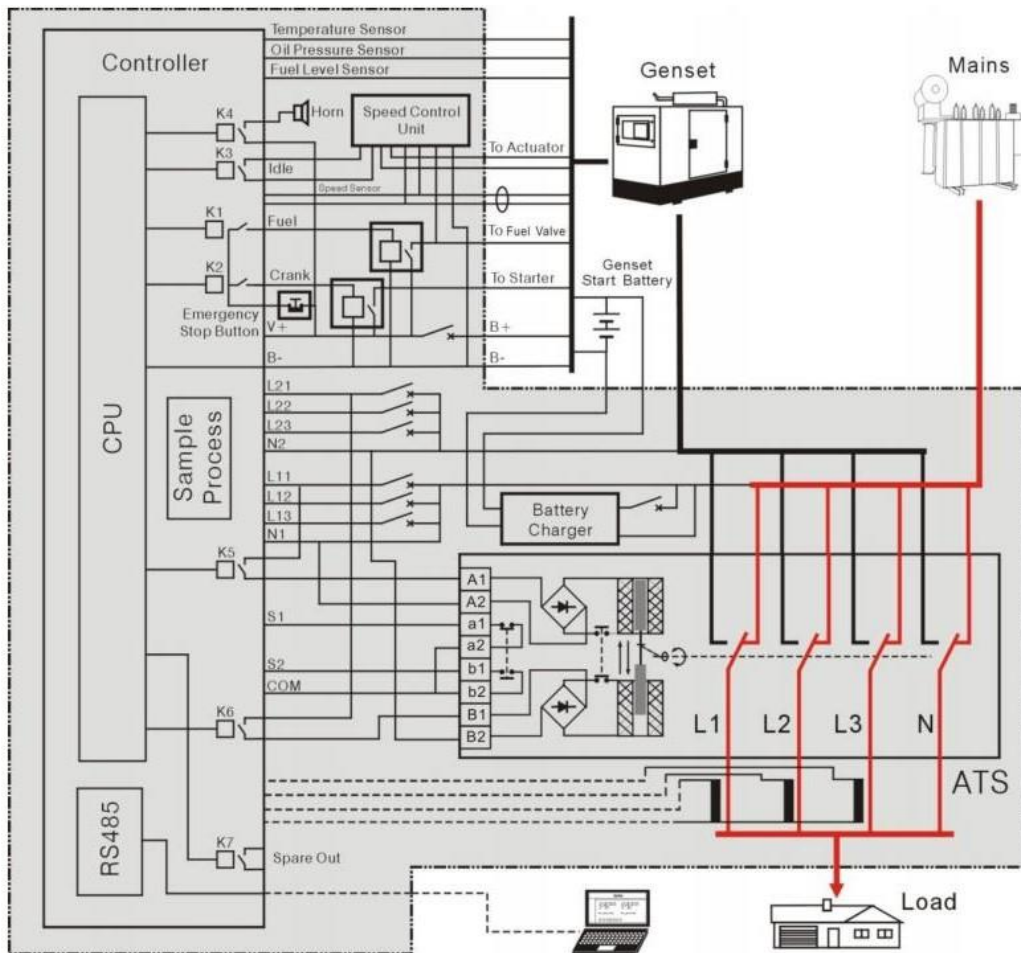 Temperature Sensor
Oil Pressure Sensor
Fuel Level Sensor
Controller
Genset
Mains
K4
Horn
Speed Control
Unit
K3
Idle
To Actuator
Speed Sensor
K1
Fuel
To Fuel Valve
K2
Crank
To Starter
Genset
Start Battery
Emergency
Stop Button
V+
B+
B-
B-
CPU
Sample
Process
L21
L22
L23
N2
L11
L12
L13
N1
Battery
Charger
K5
A1
A2
S1
a1
a2
S2
b1
COM
b2
K6
B1
B2
L1
L2
L3
N
ATS
RS485
K7
Spare Out
Load